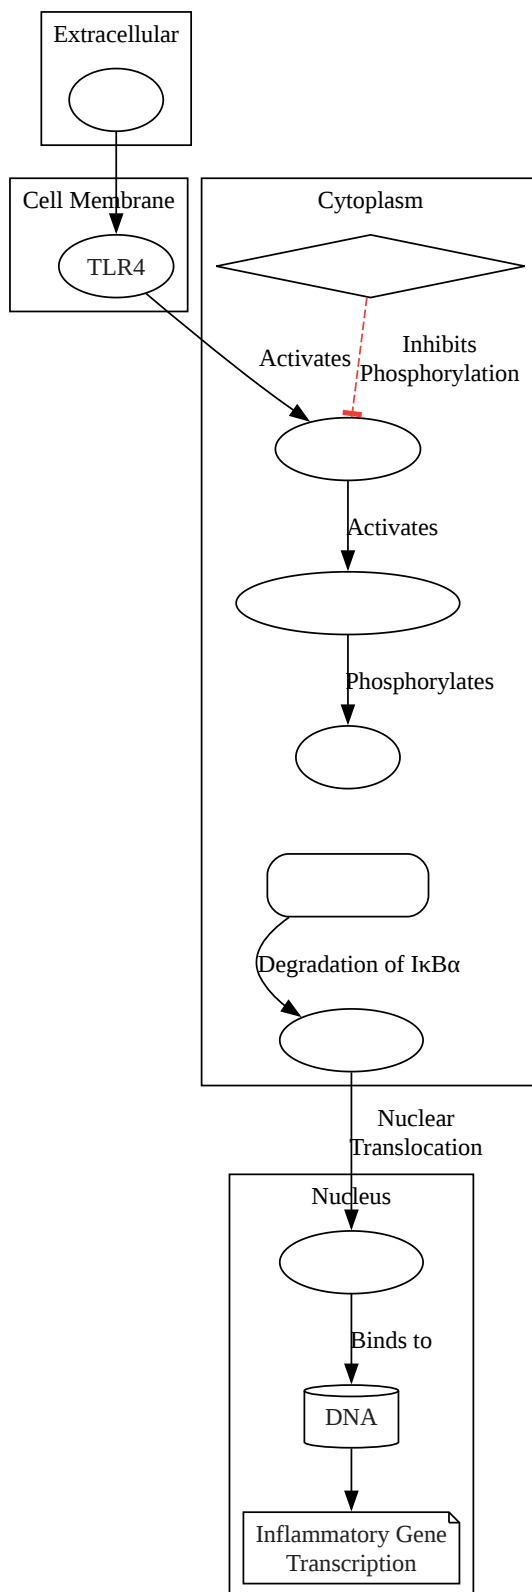 Extracellular
Cell Membrane
Cytoplasm
TLR4
Activates
Inhibits
Phosphorylation
Activates
Phosphorylates
Degradation of IκBα
Nuclear
Translocation
Nucleus
Binds to
DNA
Inflammatory Gene
Transcription